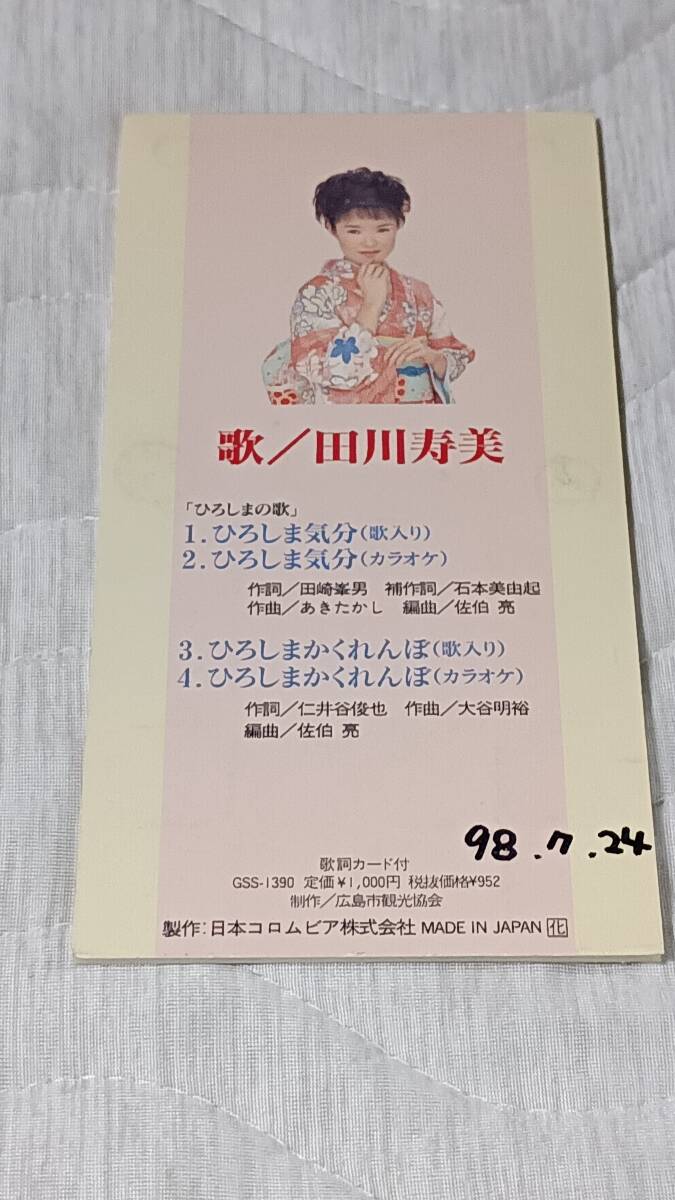 歌／田川寿美
「ひろしまの歌」
1.ひろしま気分(歌入り)
2.ひろしま気分(カラオケ)
作詞／田崎峯男　補作詞／石本美由起
作曲／あきたかし　編曲／佐伯 亮
3.ひろしまかくれんぼ(歌入り)
4.ひろしまかくれんぼ(カラオケ)
作詞／仁井谷俊也　作曲／大谷明裕
編曲／佐伯 亮
98.7.24
歌詞カード付
GSS-1390 定価¥1,000円 税抜価格¥952
制作／広島市観光協会
製作:日本コロムビア株式会社 MADE IN JAPAN 化